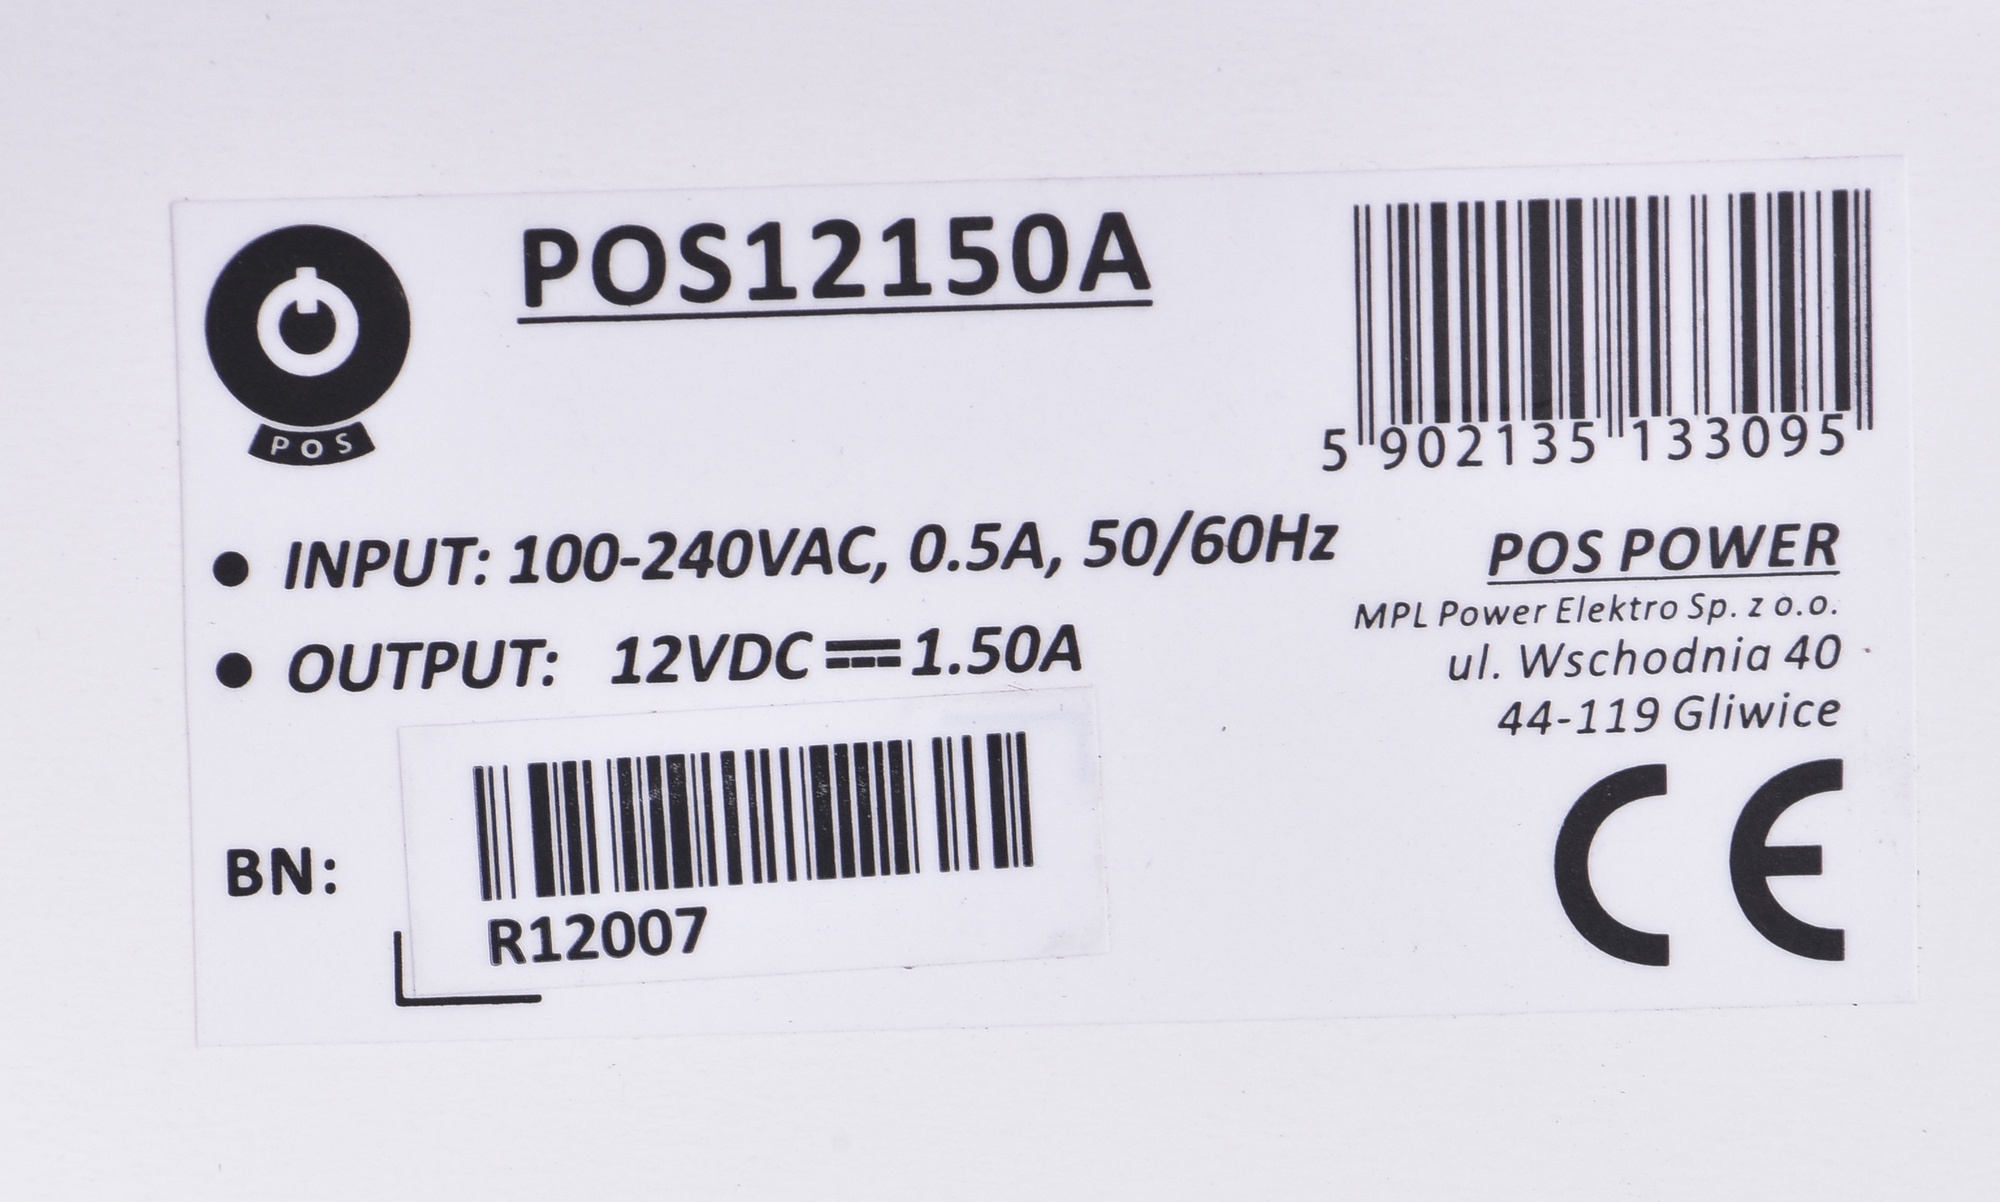 POS
POS12150A
5 902135 133095
● INPUT: 100-240VAC, 0.5A, 50/60Hz
● OUTPUT: 12VDC⎓1.50A
POS POWER
MPL Power Elektro Sp. z o.o.
ul. Wschodnia 40
44-119 Gliwice
BN:
R12007
CE